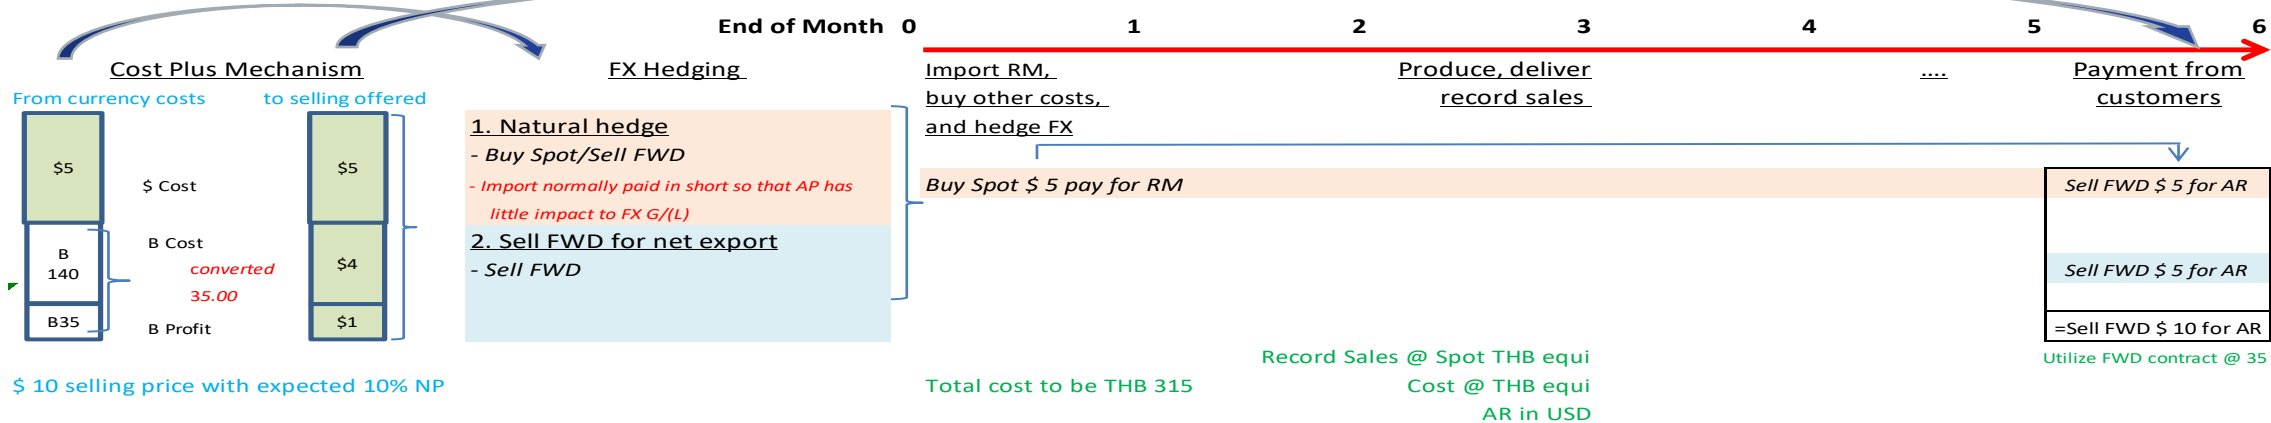 End of Month 0 1 2 3 4 5 6
Cost Plus Mechanism
From currency costs to selling offered
$5
B
140
B35
$ Cost
B Cost
converted
35.00
B Profit
$5
$4
$1
$ 10 selling price with expected 10% NP
FX Hedging
1. Natural hedge
- Buy Spot/Sell FWD
- Import normally paid in short so that AP has
little impact to FX G/(L)
2. Sell FWD for net export
- Sell FWD
Import RM,
buy other costs,
and hedge FX
Buy Spot $ 5 pay for RM
Total cost to be THB 315
Produce, deliver
record sales
Record Sales @ Spot THB equi
Cost @ THB equi
AR in USD
....
Payment from
customers
Sell FWD $ 5 for AR
Sell FWD $ 5 for AR
=Sell FWD $ 10 for AR
Utilize FWD contract @ 35